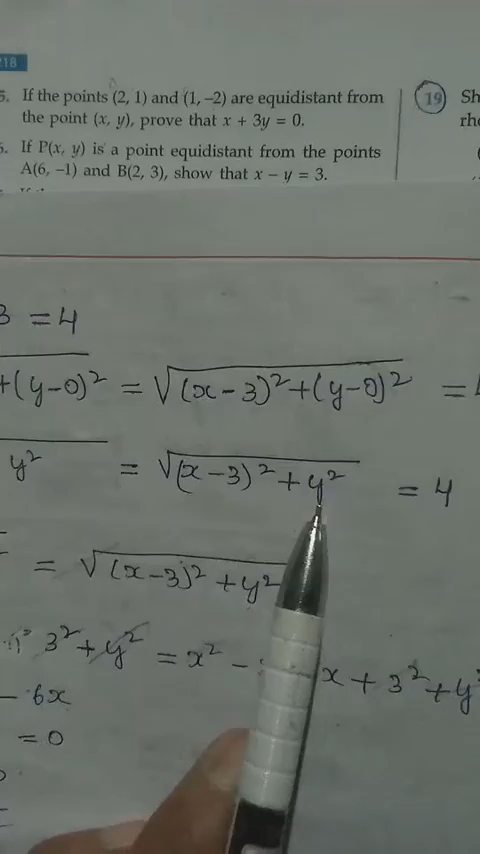 218
5. If the points (2, 1) and (1, –2) are equidistant from
the point (x, y), prove that x + 3y = 0.
6. If P(x, y) is a point equidistant from the points
A(6, –1) and B(2, 3), show that x – y = 3.
19 Sh
rho
3 = 4
+(y-0)² = √(x-3)²+(y-0)² =
y² = √(x-3)²+y² = 4
= √(x-3)²+y²
3²+y² = x² - x + 3²+y²
- 6x
= 0